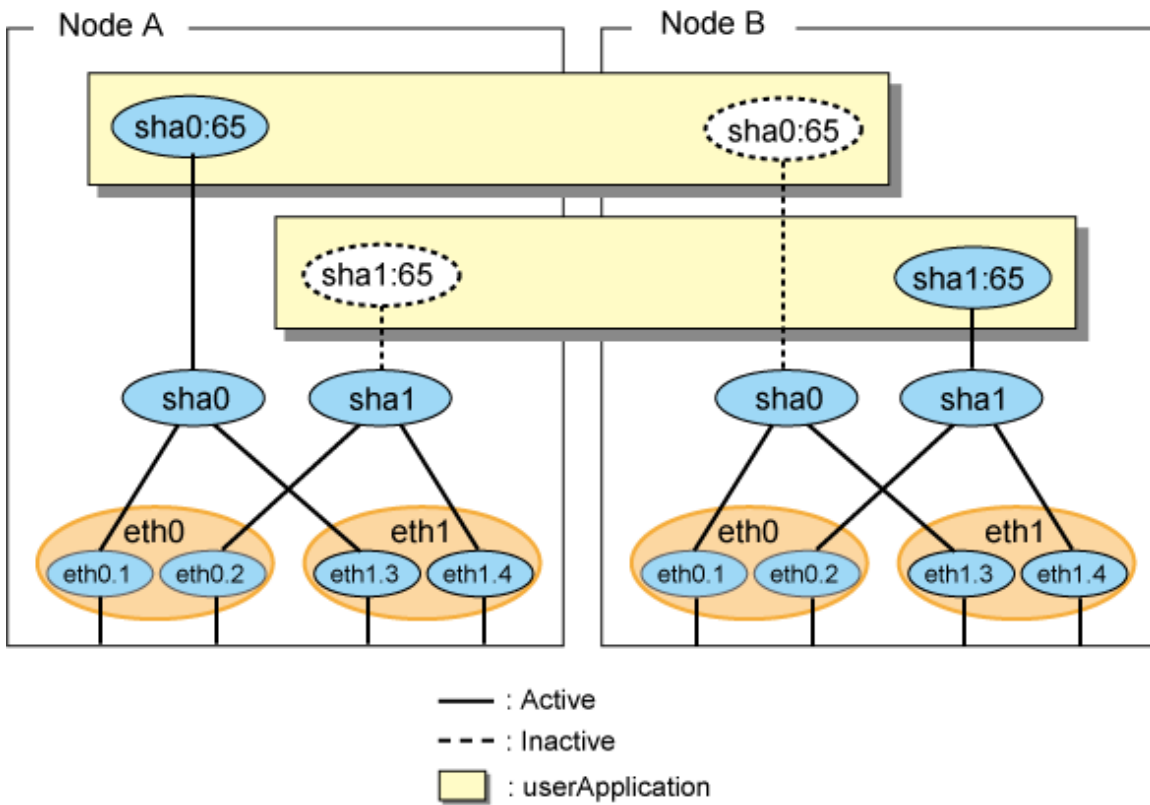 Node A
Node B
sha0:65
sha0:65
sha1:65
sha1:65
sha0
sha1
sha0
sha1
eth0
eth1
eth0
eth1
eth0.1
eth0.2
eth1.3
eth1.4
eth0.1
eth0.2
eth1.3
eth1.4
: Active
: Inactive
: userApplication